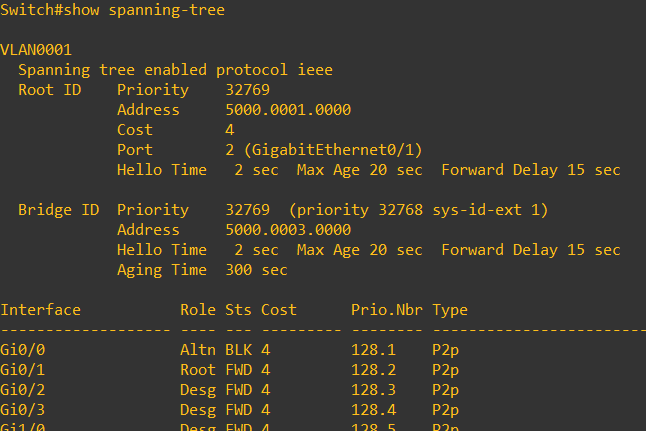 Switch#show spanning-tree
VLAN0001
Spanning tree enabled protocol ieee
Root ID Priority 32769
Address 5000.0001.0000
Cost 4
Port 2 (GigabitEthernet0/1)
Hello Time 2 sec Max Age 20 sec Forward Delay 15 sec
Bridge ID Priority 32769 (priority 32768 sys-id-ext 1)
Address 5000.0003.0000
Hello Time 2 sec Max Age 20 sec Forward Delay 15 sec
Aging Time 300 sec
Interface Role Sts Cost Prio.Nbr Type
------------------- ---- --- --------- -------- ------------------------
Gi0/0 Altn BLK 4 128.1 P2p
Gi0/1 Root FWD 4 128.2 P2p
Gi0/2 Desg FWD 4 128.3 P2p
Gi0/3 Desg FWD 4 128.4 P2p
Gi1/0 Desg FWD 4 128.5 P2p